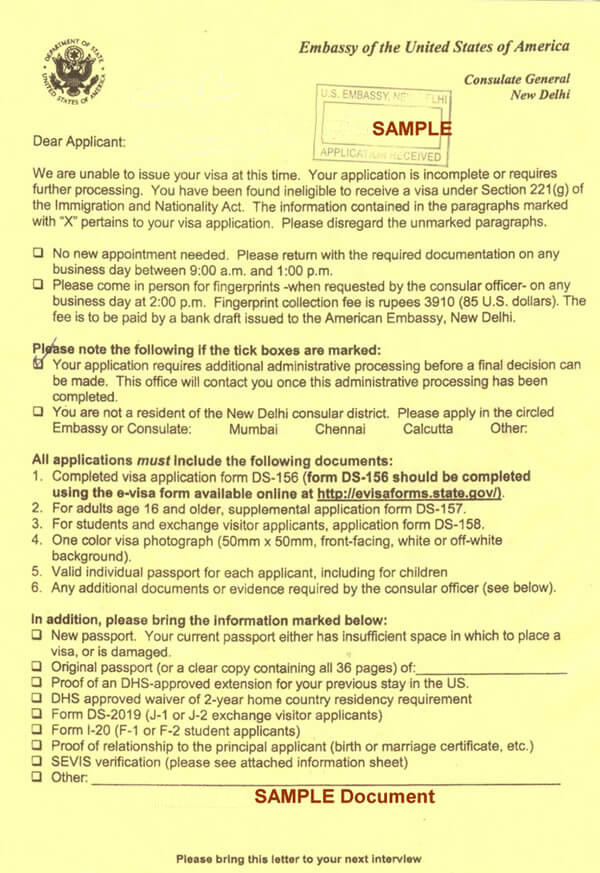 DEPARTMENT OF STATE
UNITED STATES OF AMERICA
Embassy of the United States of America
Consulate General
New Delhi
U.S. EMBASSY, NEW DELHI
SAMPLE
APPLICATION RECEIVED
Dear Applicant:
We are unable to issue your visa at this time. Your application is incomplete or requires
further processing. You have been found ineligible to receive a visa under Section 221(g) of
the Immigration and Nationality Act. The information contained in the paragraphs marked
with "X" pertains to your visa application. Please disregard the unmarked paragraphs.
❑ No new appointment needed. Please return with the required documentation on any
business day between 9:00 a.m. and 1:00 p.m.
❑ Please come in person for fingerprints -when requested by the consular officer- on any
business day at 2:00 p.m. Fingerprint collection fee is rupees 3910 (85 U.S. dollars). The
fee is to be paid by a bank draft issued to the American Embassy, New Delhi.
Please note the following if the tick boxes are marked:
☑ Your application requires additional administrative processing before a final decision can
be made. This office will contact you once this administrative processing has been
completed.
❑ You are not a resident of the New Delhi consular district. Please apply in the circled
Embassy or Consulate: Mumbai Chennai Calcutta Other:
All applications must Include the following documents:
1. Completed visa application form DS-156 (form DS-156 should be completed
using the e-visa form available online at http://evisaforms.state.gov/).
2. For adults age 16 and older, supplemental application form DS-157.
3. For students and exchange visitor applicants, application form DS-158.
4. One color visa photograph (50mm x 50mm, front-facing, white or off-white
background).
5. Valid individual passport for each applicant, including for children
6. Any additional documents or evidence required by the consular officer (see below).
In addition, please bring the information marked below:
❑ New passport. Your current passport either has insufficient space in which to place a
visa, or is damaged.
❑ Original passport (or a clear copy containing all 36 pages) of:
❑ Proof of an DHS-approved extension for your previous stay in the US.
❑ DHS approved waiver of 2-year home country residency requirement
❑ Form DS-2019 (J-1 or J-2 exchange visitor applicants)
❑ Form I-20 (F-1 or F-2 student applicants)
❑ Proof of relationship to the principal applicant (birth or marriage certificate, etc.)
❑ SEVIS verification (please see attached information sheet)
❑ Other:
SAMPLE Document
Please bring this letter to your next interview